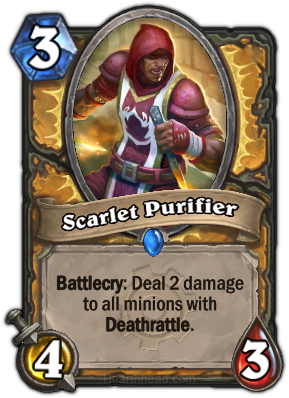 3
Scarlet Purifier
Battlecry: Deal 2 damage
to all minions with
Deathrattle.
4
3